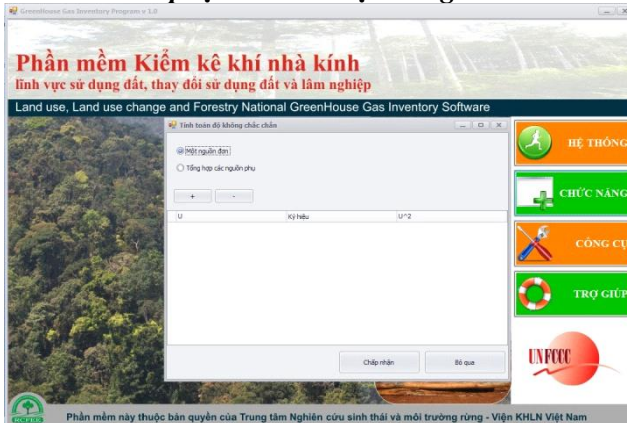 GreenHouse Gas Inventory Program v 1.0
Phần mềm Kiểm kê khí nhà kính
lĩnh vực sử dụng đất, thay đổi sử dụng đất và lâm nghiệp
Land use, Land use change and Forestry National GreenHouse Gas Inventory Software
Tính toán độ không chắc chắn
Một nguồn đơn
Tổng hợp các nguồn phụ
+ -
U Ký hiệu U^2
Chấp nhận Bỏ qua
HỆ THỐNG
CHỨC NĂNG
CÔNG CỤ
TRỢ GIÚP
UNFCCC
RCFEE
Phần mềm này thuộc bản quyền của Trung tâm Nghiên cứu sinh thái và môi trường rừng - Viện KHLN Việt Nam